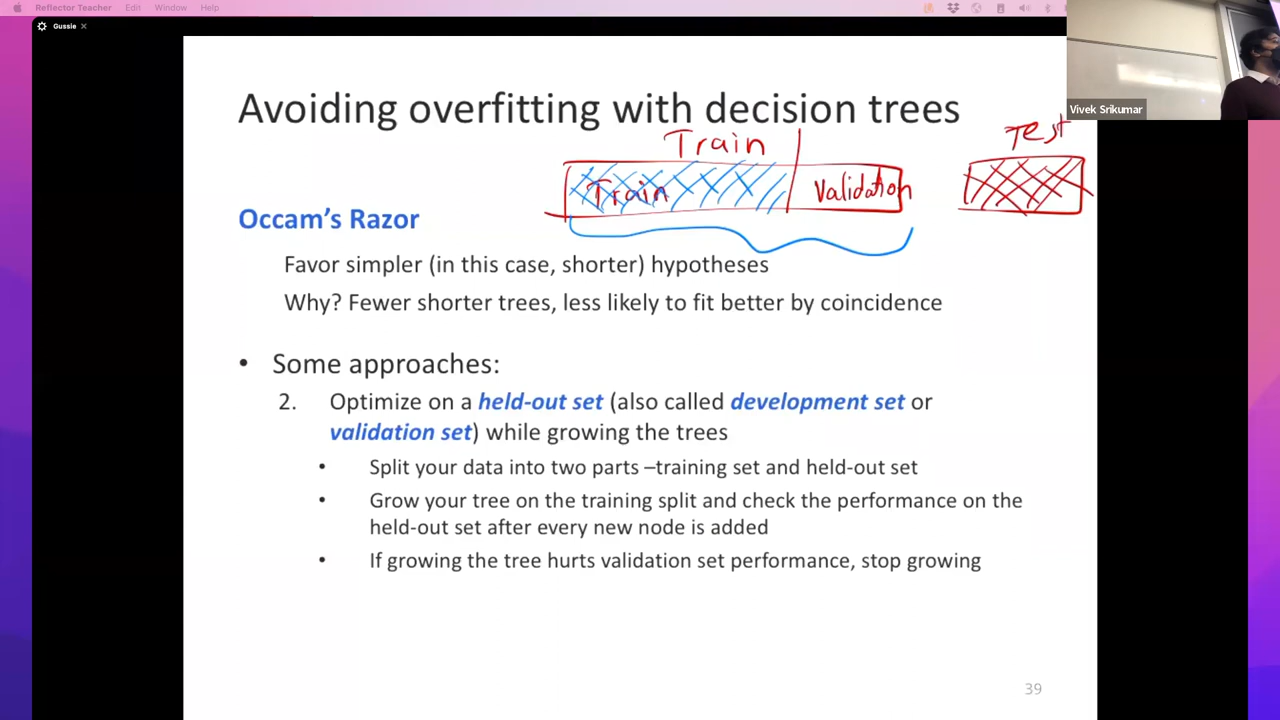 Reflector Teacher Edit Window Help
Gussie
Vivek Srikumar
Avoiding overfitting with decision trees
Train
Test
Train
Validation
Occam's Razor
Favor simpler (in this case, shorter) hypotheses
Why? Fewer shorter trees, less likely to fit better by coincidence
• Some approaches:
2. Optimize on a held-out set (also called development set or
validation set) while growing the trees
• Split your data into two parts –training set and held-out set
• Grow your tree on the training split and check the performance on the
held-out set after every new node is added
• If growing the tree hurts validation set performance, stop growing
39